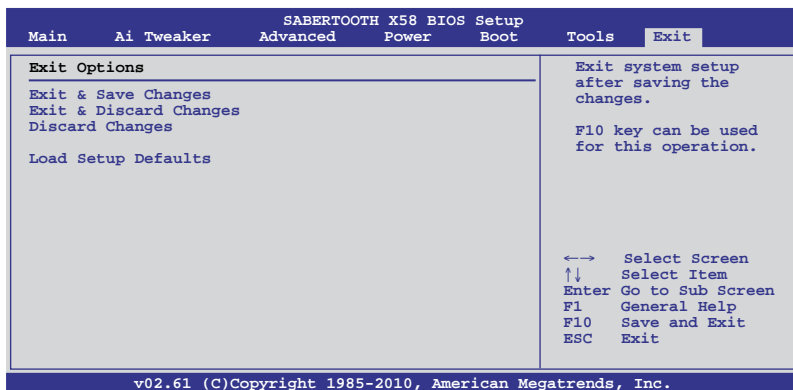 SABERTOOTH X58 BIOS Setup
Main Ai Tweaker Advanced Power Boot Tools Exit
Exit Options
Exit & Save Changes
Exit & Discard Changes
Discard Changes
Load Setup Defaults
Exit system setup
after saving the
changes.
F10 key can be used
for this operation.
←→ Select Screen
↑↓ Select Item
Enter Go to Sub Screen
F1 General Help
F10 Save and Exit
ESC Exit
v02.61 (C)Copyright 1985-2010, American Megatrends, Inc.